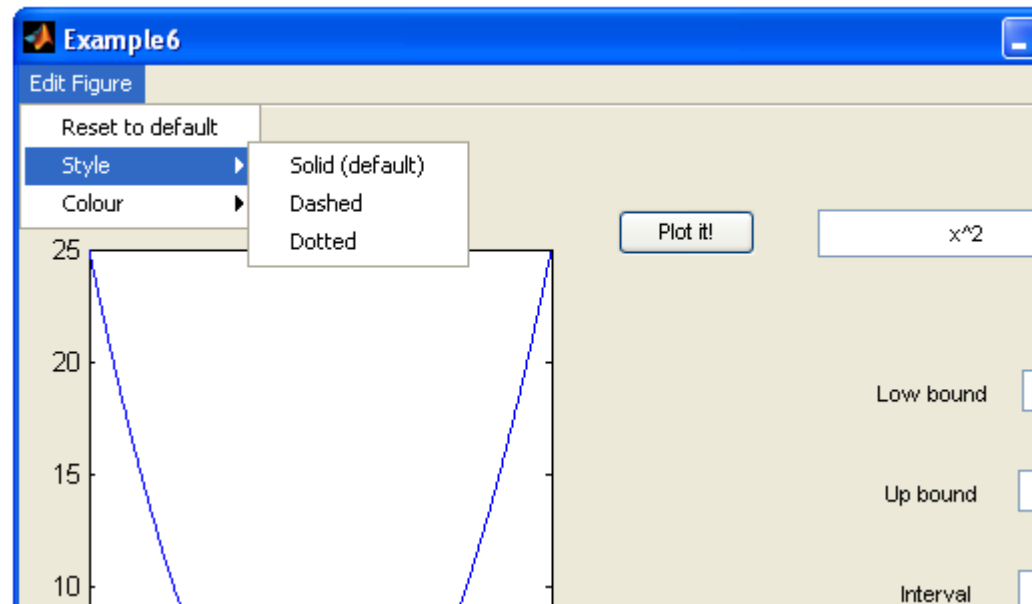 Example6
Edit Figure
Reset to default
Style
Solid (default)
Colour
Dashed
Dotted
Plot it!
x^2
25
20
Low bound
15
Up bound
10
Interval